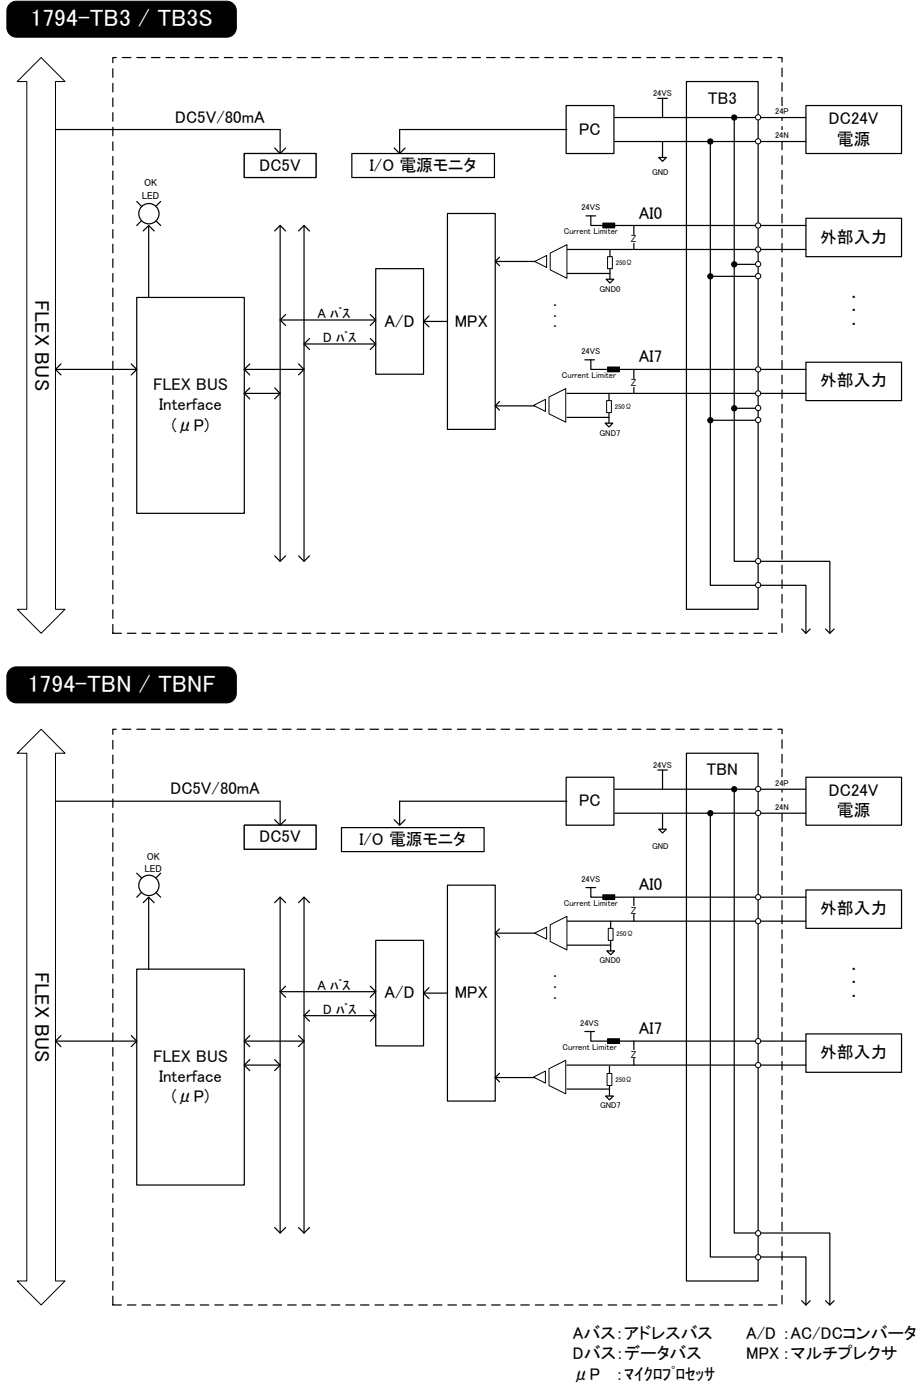 1794-TB3 / TB3S
DC5V/80mA
DC5V
I/O 電源モニタ
PC
24VS
GND
TB3
24P
24N
DC24V
電源
OK
LED
24VS
AI0
Current Limiter
Z
250Ω
GND0
外部入力
FLEX BUS
FLEX BUS
Interface
(μP)
A バス
D バス
A/D
MPX
24VS
AI7
Current Limiter
Z
250Ω
GND7
外部入力
1794-TBN / TBNF
DC5V/80mA
DC5V
I/O 電源モニタ
PC
24VS
GND
TBN
24P
24N
DC24V
電源
OK
LED
24VS
AI0
Current Limiter
Z
250Ω
GND0
外部入力
FLEX BUS
FLEX BUS
Interface
(μP)
A バス
D バス
A/D
MPX
24VS
AI7
Current Limiter
Z
250Ω
GND7
外部入力
Aバス:アドレスバス A/D :AC/DCコンバータ
Dバス:データバス MPX:マルチプレクサ
μP :マイクロプロセッサ